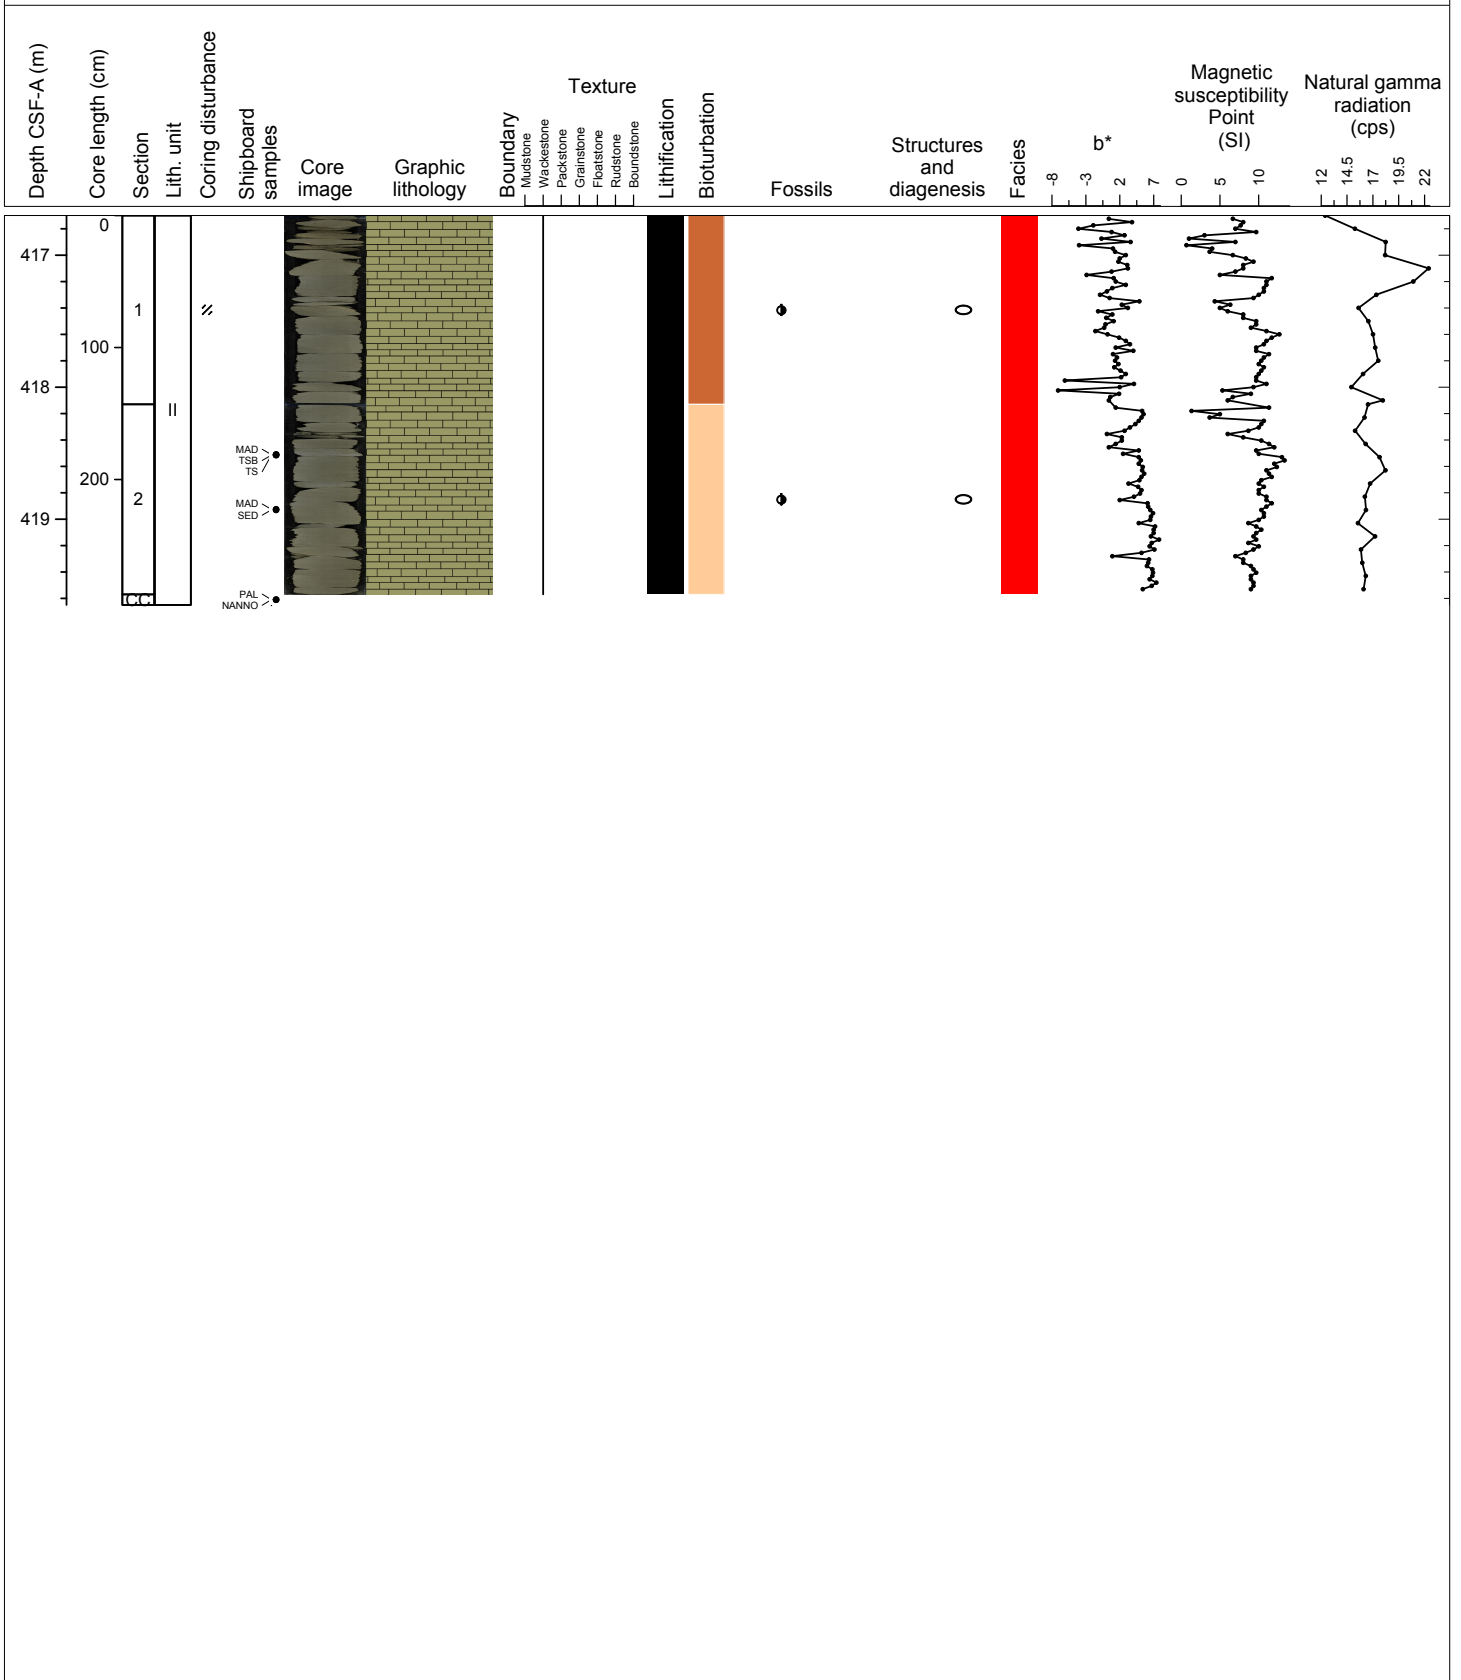 Depth CSF-A (m)
Core length (cm)
Section
Lith. unit
Coring disturbance
Shipboard
samples
Core
image
Graphic
lithology
Boundary
Texture
Mudstone
Wackestone
Packstone
Grainstone
Floatstone
Rudstone
Boundstone
Lithification
Bioturbation
Fossils
Structures
and
diagenesis
Facies
b*
-8 -3 2 7
Magnetic
susceptibility
Point
(SI)
0 5 10
Natural gamma
radiation
(cps)
12 14.5 17 19.5 22
0
417
1
100
418
II
MAD
TSB
TS
200
2
MAD
SED
419
PAL
CC
NANNO